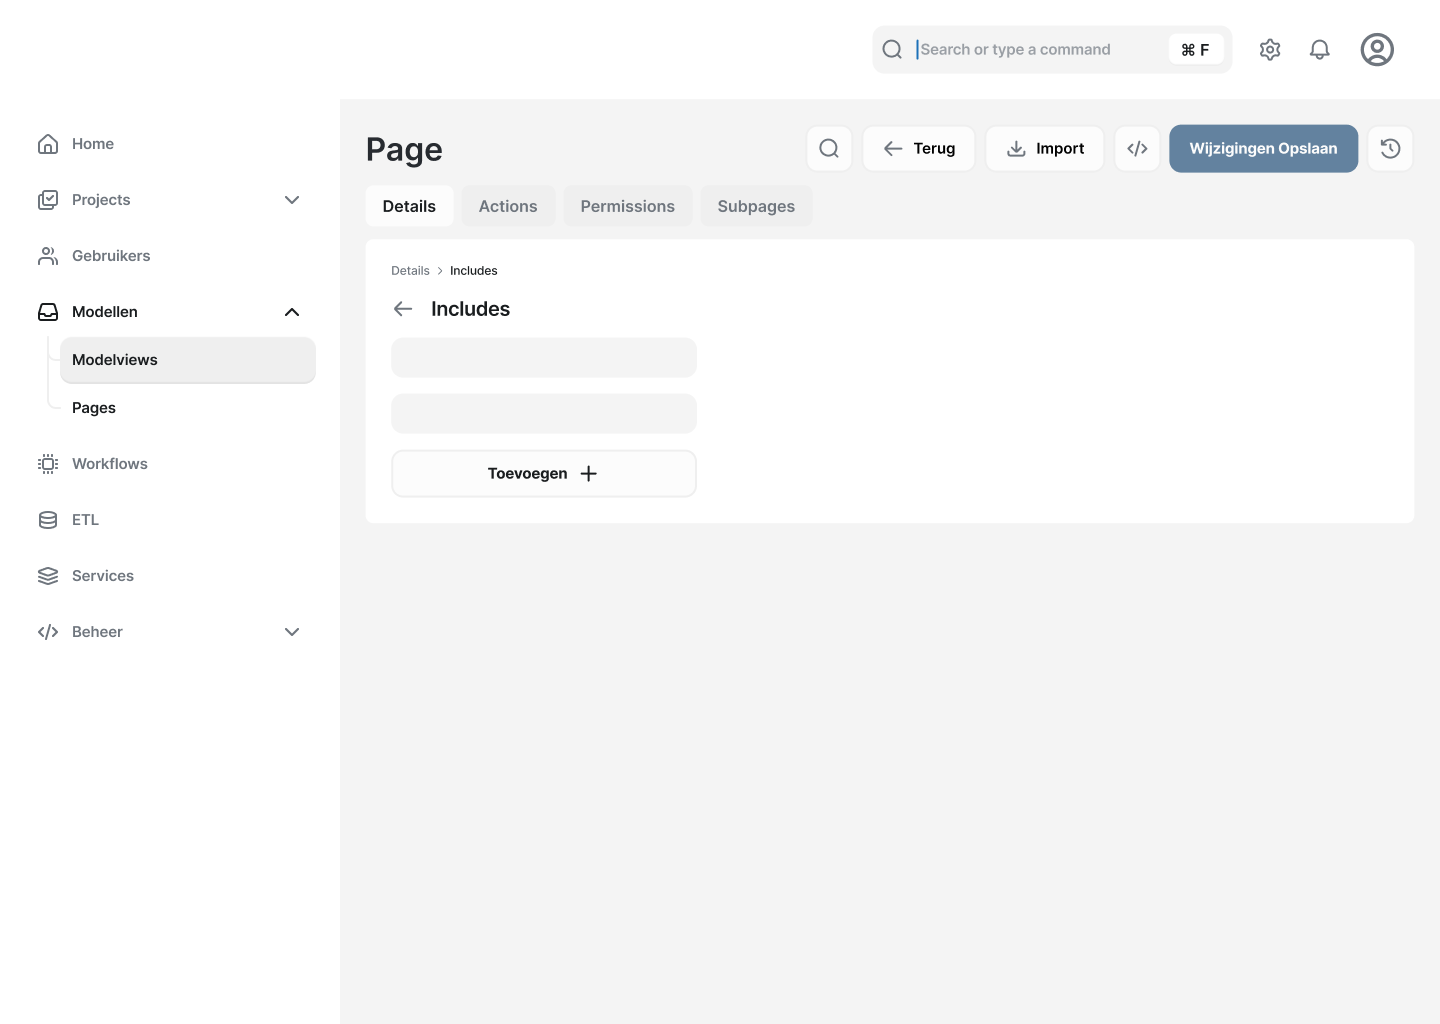 Search or type a command
⌘ F
Home
Projects
Gebruikers
Modellen
Modelviews
Pages
Workflows
ETL
Services
Beheer
Page
Terug
Import
Wijzigingen Opslaan
Details
Actions
Permissions
Subpages
Details > Includes
Includes
Toevoegen